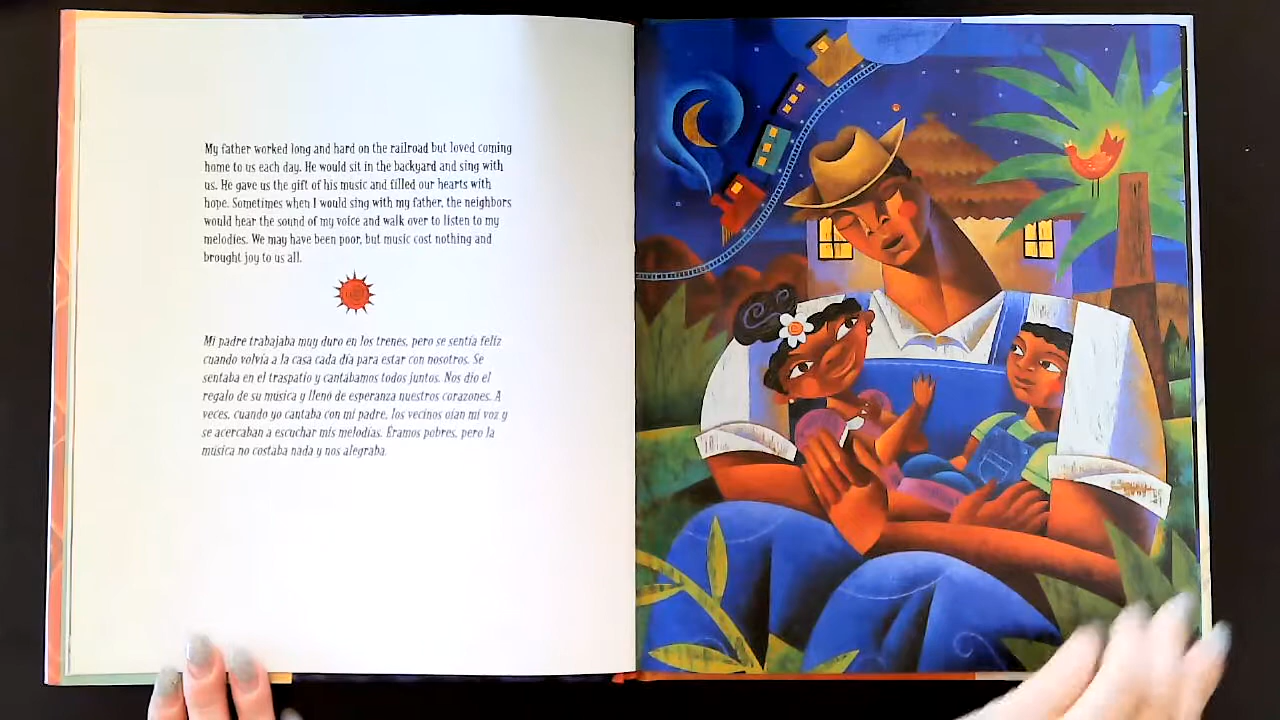 My father worked long and hard on the railroad but loved coming
home to us each day. He would sit in the backyard and sing with
us. He gave us the gift of his music and filled our hearts with
hope. Sometimes when I would sing with my father, the neighbors
would hear the sound of my voice and walk over to listen to my
melodies. We may have been poor, but music cost nothing and
brought joy to us all.
Mi padre trabajaba muy duro en los trenes, pero se sentía feliz
cuando volvía a la casa cada día para estar con nosotros. Se
sentaba en el traspatio y cantábamos todos juntos. Nos dio el
regalo de su música y llenó de esperanza nuestros corazones. A
veces, cuando yo cantaba con mi padre, los vecinos oían mi voz y
se acercaban a escuchar mis melodías. Éramos pobres, pero la
música no costaba nada y nos alegraba.